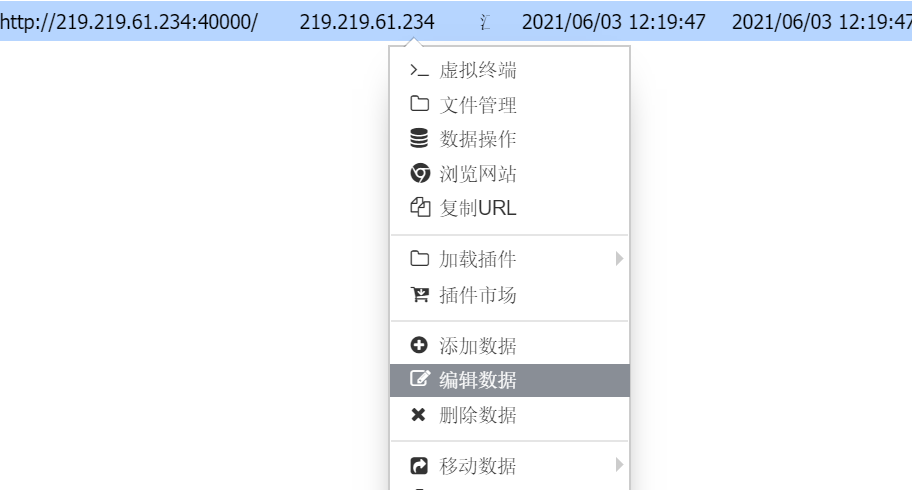 http://219.219.61.234:40000/ 219.219.61.234 2021/06/03 12:19:47 2021/06/03 12:19:47
虚拟终端
文件管理
数据操作
浏览网站
复制URL
加载插件
插件市场
添加数据
编辑数据
删除数据
移动数据